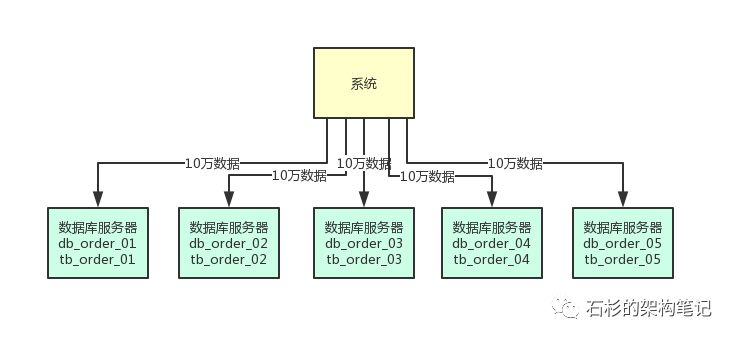 系统
10万数据
10万数据
10万数据
10万数据
10万数据
数据库服务器
db_order_01
tb_order_01
数据库服务器
db_order_02
tb_order_02
数据库服务器
db_order_03
tb_order_03
数据库服务器
db_order_04
tb_order_04
数据库服务器
db_order_05
tb_order_05
石杉的架构笔记